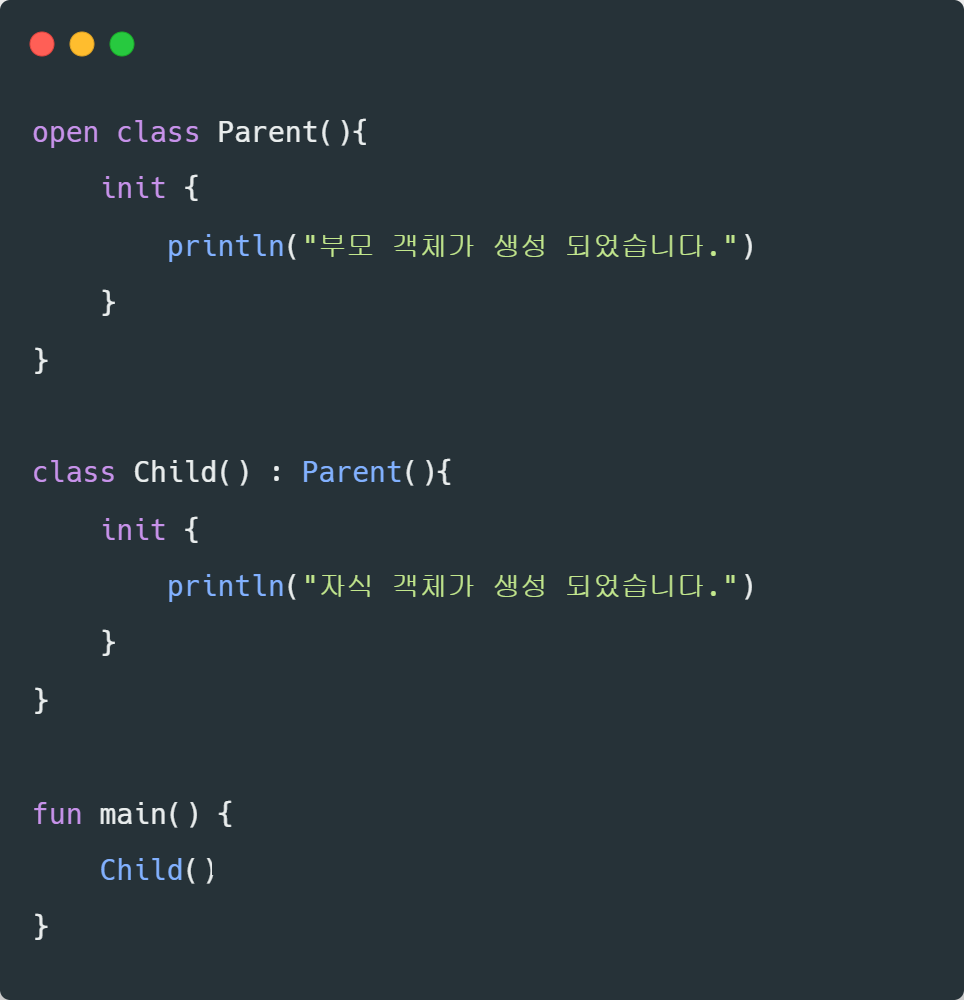 open class Parent(){
    init {
        println("부모 객체가 생성 되었습니다.")
    }
}

class Child() : Parent(){
    init {
        println("자식 객체가 생성 되었습니다.")
    }
}

fun main() {
    Child()
}